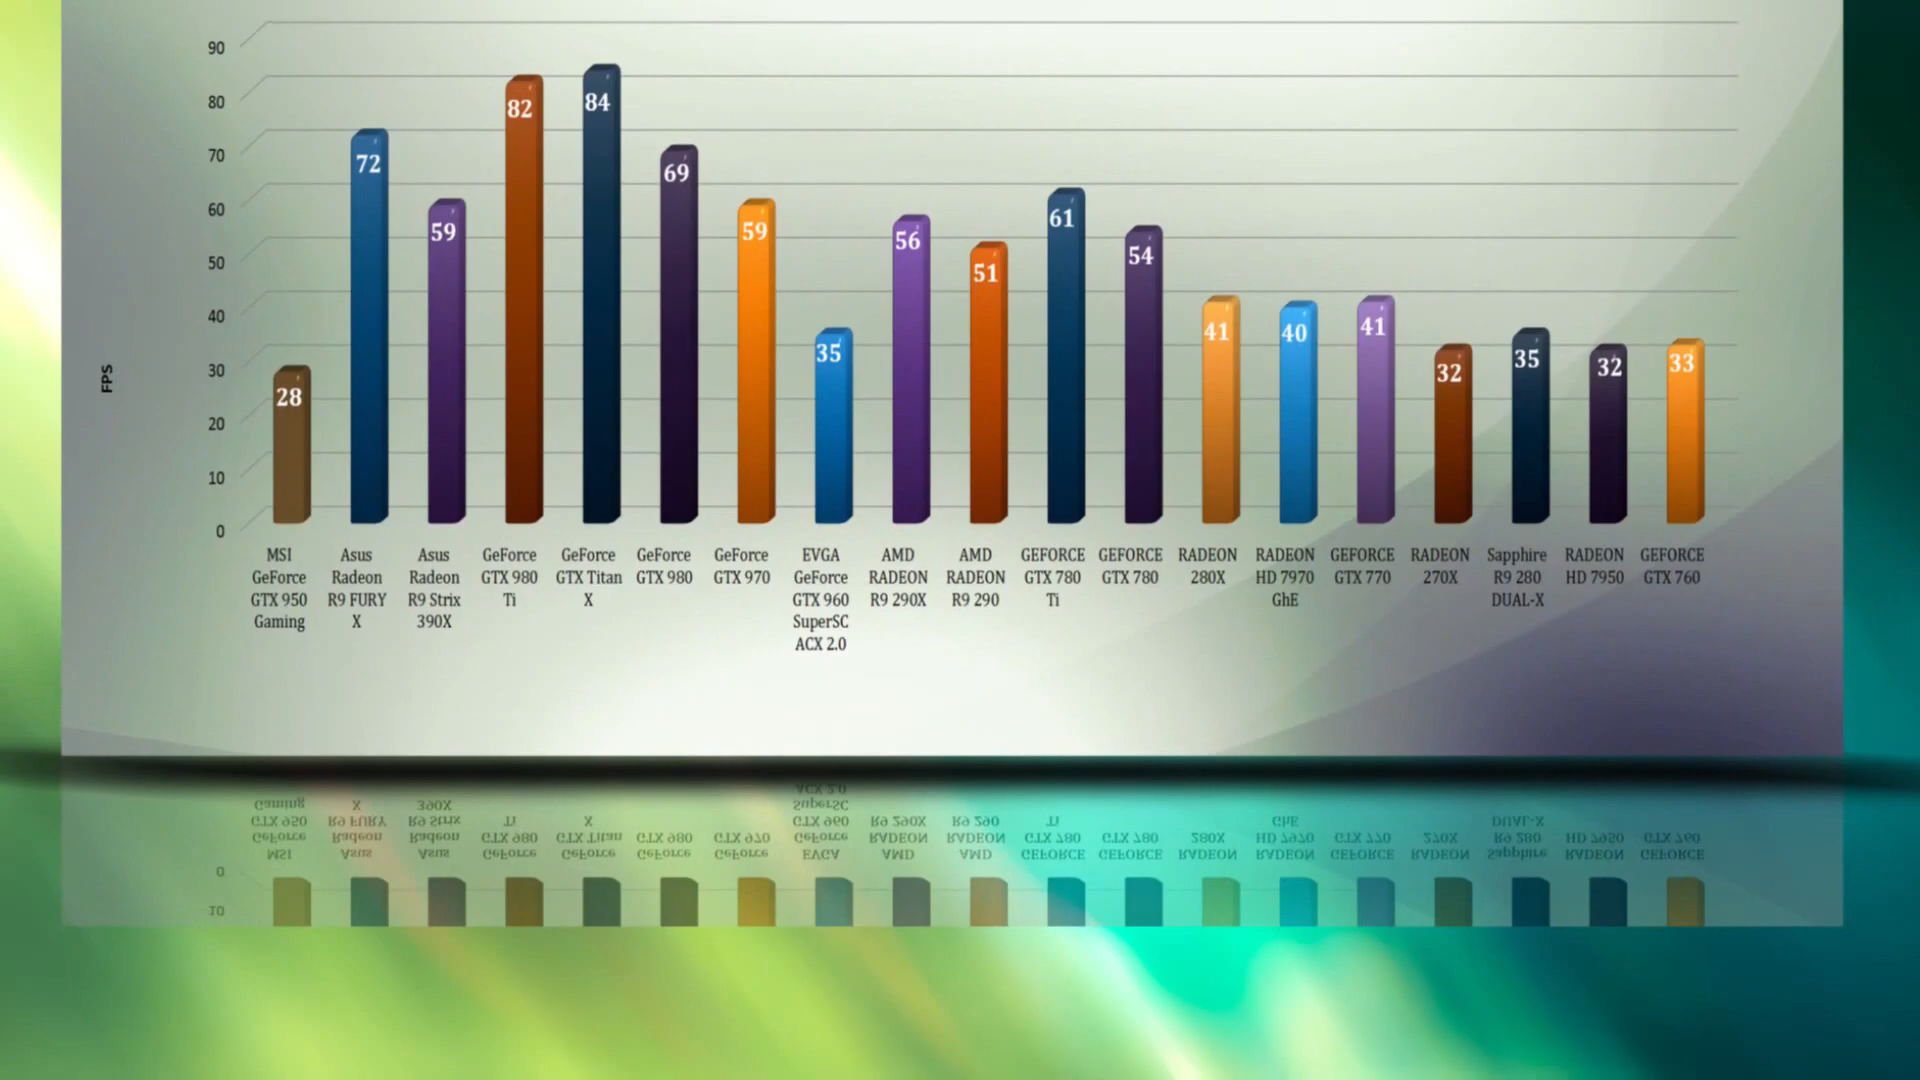 90
80
70
60
50
40
30
20
10
0
FPS
28
72
59
82
84
69
59
35
56
51
61
54
41
40
41
32
35
32
33
MSI
GeForce
GTX 950
Gaming
Asus
Radeon
R9 FURY
X
Asus
Radeon
R9 Strix
390X
GeForce
GTX 980
Ti
GeForce
GTX Titan
X
GeForce
GTX 980
GeForce
GTX 970
EVGA
GeForce
GTX 960
SuperSC
ACX 2.0
AMD
RADEON
R9 290X
AMD
RADEON
R9 290
GEFORCE
GTX 780
Ti
GEFORCE
GTX 780
RADEON
280X
RADEON
HD 7970
GhE
GEFORCE
GTX 770
RADEON
270X
Sapphire
R9 280
DUAL-X
RADEON
HD 7950
GEFORCE
GTX 760